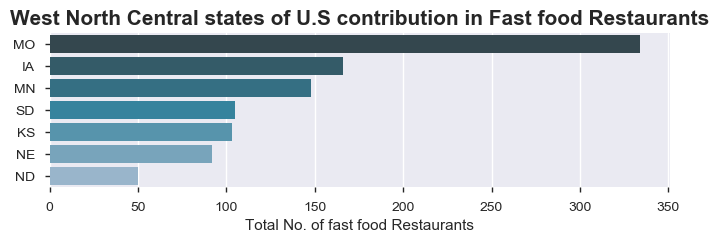 West North Central states of U.S contribution in Fast food Restaurants
MO
IA
MN
SD
KS
NE
ND
0 50 100 150 200 250 300 350
Total No. of fast food Restaurants